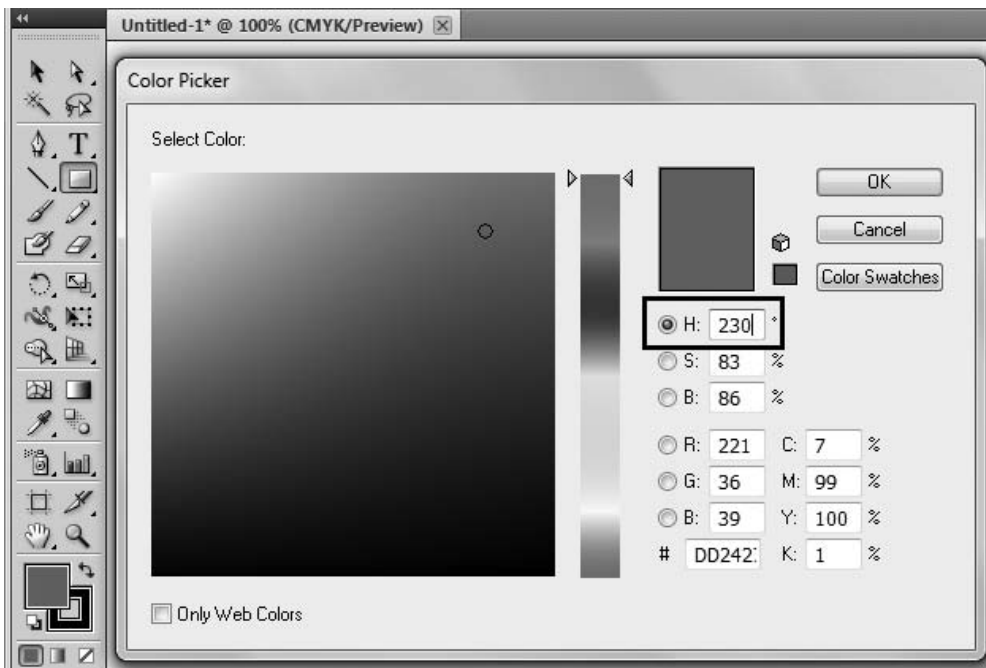 Untitled-1* @ 100% (CMYK/Preview)
Color Picker
Select Color:
OK
Cancel
Color Swatches
H: 230 °
S: 83 %
B: 86 %
R: 221 C: 7 %
G: 36 M: 99 %
B: 39 Y: 100 %
# DD242 K: 1 %
Only Web Colors
T